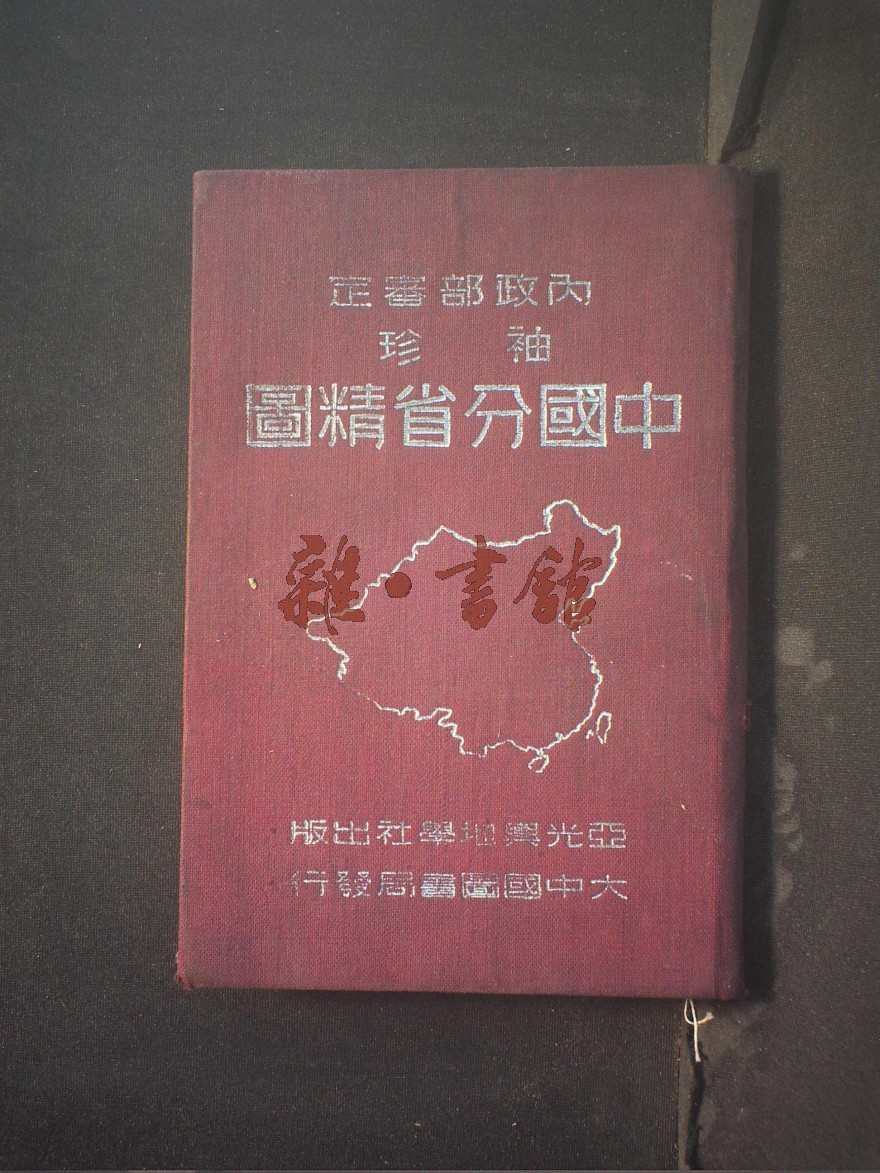 內政部審定
袖珍
中國分省精圖
雜·書館
亞光輿地學社出版
大中國圖書局發行